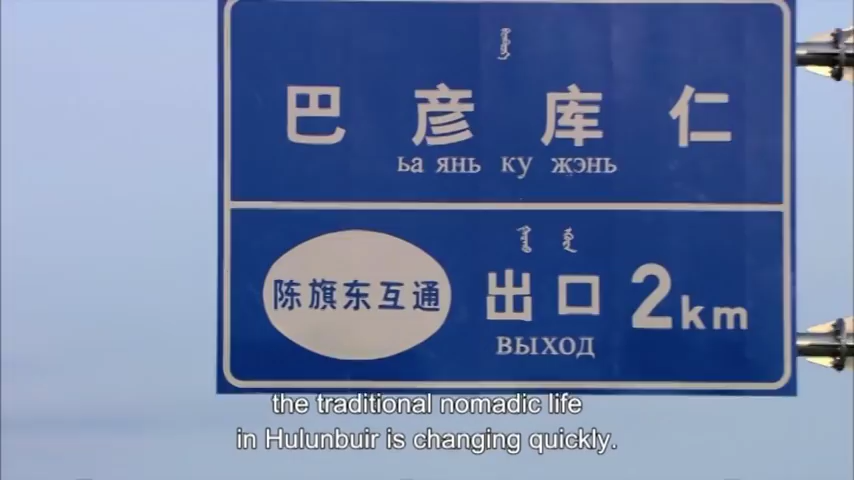 巴彦库仁
ьа янь ку жэнь
陈旗东互通
出口 2km
выход
the traditional nomadic life
in Hulunbuir is changing quickly.